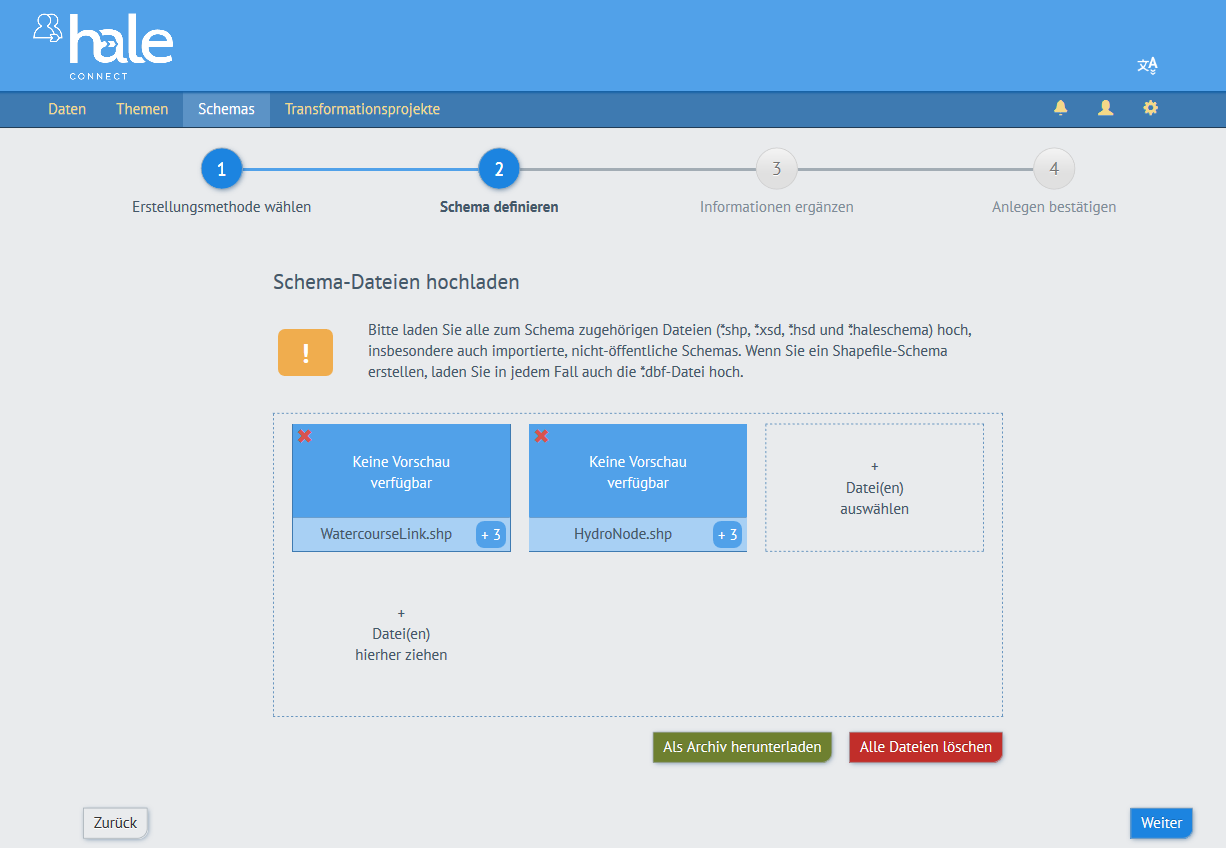 hale
CONNECT
Daten Themen Schemas Transformationsprojekte
1 2 3 4
Erstellungsmethode wählen Schema definieren Informationen ergänzen Anlegen bestätigen
Schema-Dateien hochladen
!
Bitte laden Sie alle zum Schema zugehörigen Dateien (*.shp, *.xsd, *.hsd und *.haleschema) hoch,
insbesondere auch importierte, nicht-öffentliche Schemas. Wenn Sie ein Shapefile-Schema
erstellen, laden Sie in jedem Fall auch die *.dbf-Datei hoch.
Keine Vorschau
verfügbar
WatercourseLink.shp + 3
Keine Vorschau
verfügbar
HydroNode.shp + 3
+
Datei(en)
auswählen
+
Datei(en)
hierher ziehen
Als Archiv herunterladen Alle Dateien löschen
Zurück Weiter